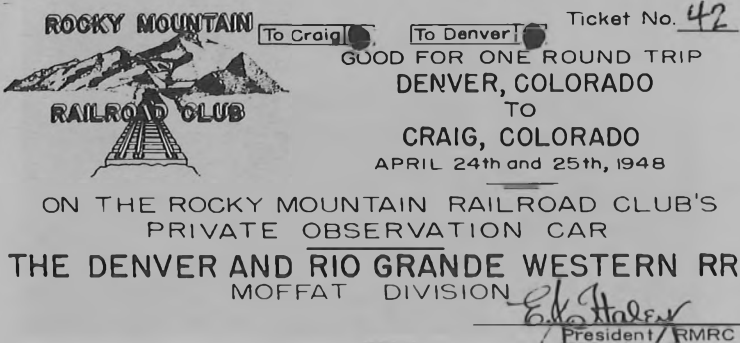 ROCKY MOUNTAIN
RAILROAD CLUB
To Craig
To Denver
Ticket No. 42
GOOD FOR ONE ROUND TRIP
DENVER, COLORADO
TO
CRAIG, COLORADO
APRIL 24th and 25th, 1948
ON THE ROCKY MOUNTAIN RAILROAD CLUB'S
PRIVATE OBSERVATION CAR
THE DENVER AND RIO GRANDE WESTERN RR
MOFFAT DIVISION
President/RMRC